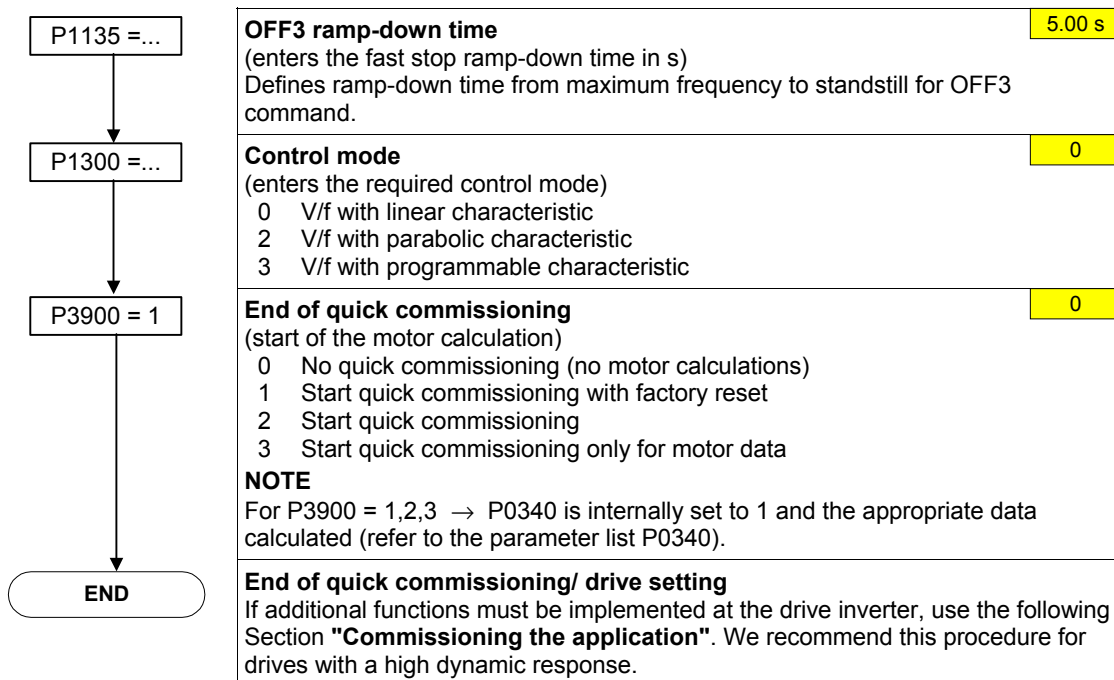 P1135 =...
OFF3 ramp-down time
5.00 s
(enters the fast stop ramp-down time in s)
Defines ramp-down time from maximum frequency to standstill for OFF3
command.
P1300 =...
Control mode
0
(enters the required control mode)
0 V/f with linear characteristic
2 V/f with parabolic characteristic
3 V/f with programmable characteristic
P3900 = 1
End of quick commissioning
0
(start of the motor calculation)
0 No quick commissioning (no motor calculations)
1 Start quick commissioning with factory reset
2 Start quick commissioning
3 Start quick commissioning only for motor data
NOTE
For P3900 = 1,2,3 → P0340 is internally set to 1 and the appropriate data
calculated (refer to the parameter list P0340).
END
End of quick commissioning/ drive setting
If additional functions must be implemented at the drive inverter, use the following
Section "Commissioning the application". We recommend this procedure for
drives with a high dynamic response.